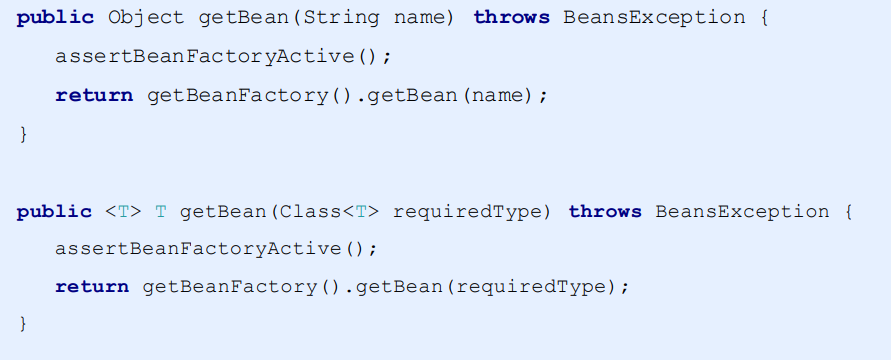 public Object getBean(String name) throws BeansException {
assertBeanFactoryActive();
return getBeanFactory().getBean(name);
}
public <T> T getBean(Class<T> requiredType) throws BeansException {
assertBeanFactoryActive();
return getBeanFactory().getBean(requiredType);
}